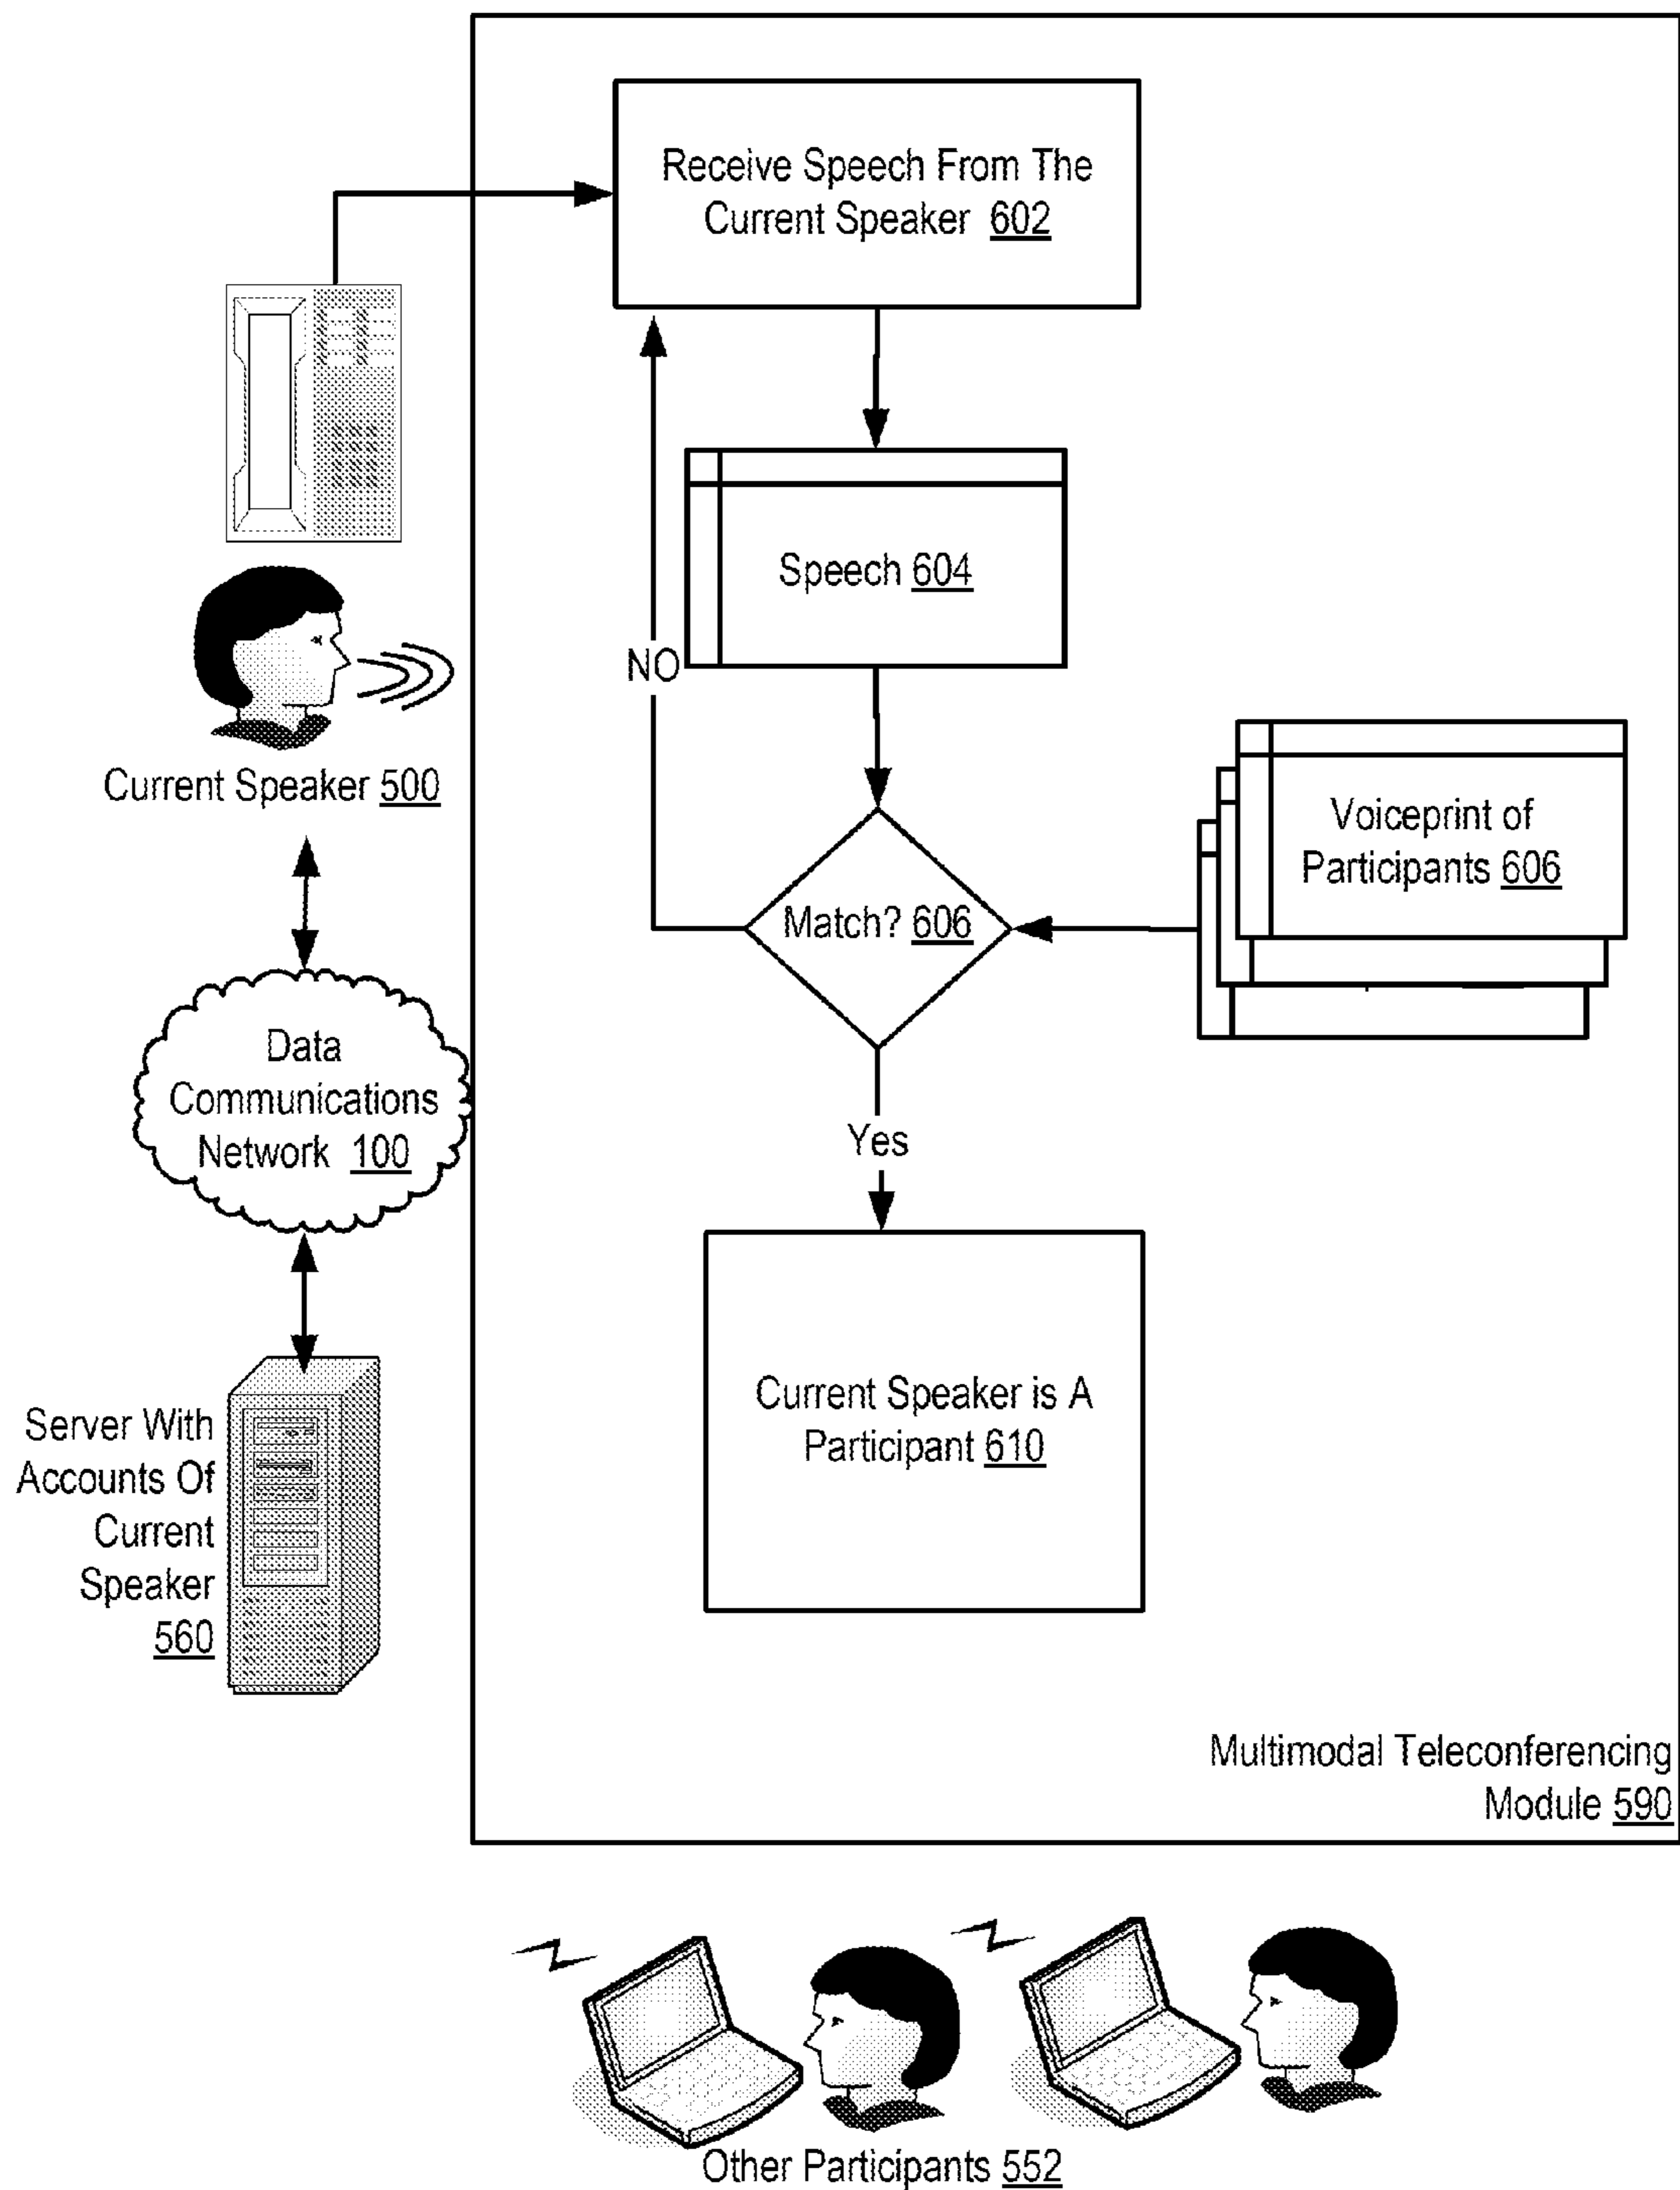 Receive Speech From The
Current Speaker 602
Speech 604
NO
Current Speaker 500
Voiceprint of
Participants 606
Match? 606
Data
Communications
Network 100
Yes
Current Speaker is A
Participant 610
Server With
Accounts Of
Current
Speaker
560
Multimodal Teleconferencing
Module 590
Other Participants 552